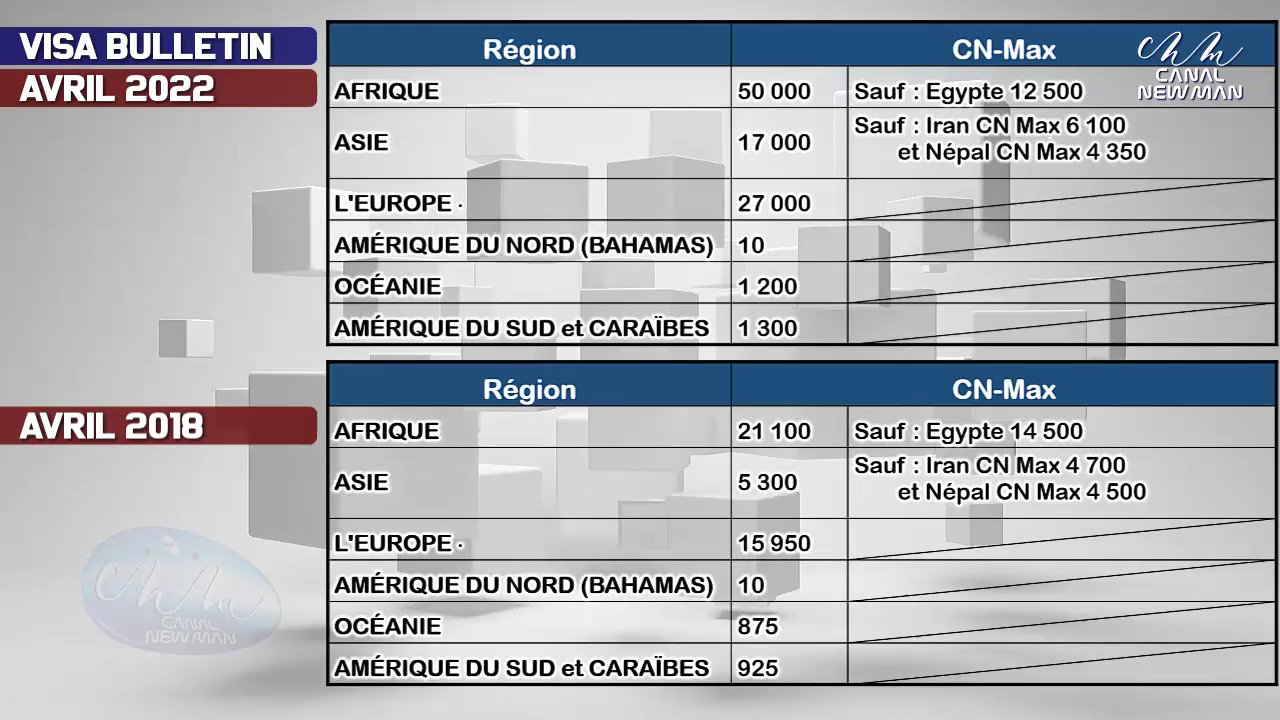 VISA BULLETIN
AVRIL 2022
Région CN-Max
CANAL
NEWMAN
AFRIQUE 50 000 Sauf : Egypte 12 500
ASIE 17 000 Sauf : Iran CN Max 6 100
et Népal CN Max 4 350
L'EUROPE · 27 000
AMÉRIQUE DU NORD (BAHAMAS) 10
OCÉANIE 1 200
AMÉRIQUE DU SUD et CARAÏBES 1 300
AVRIL 2018
Région CN-Max
AFRIQUE 21 100 Sauf : Egypte 14 500
ASIE 5 300 Sauf : Iran CN Max 4 700
et Népal CN Max 4 500
L'EUROPE · 15 950
AMÉRIQUE DU NORD (BAHAMAS) 10
OCÉANIE 875
AMÉRIQUE DU SUD et CARAÏBES 925
CANAL
NEWMAN